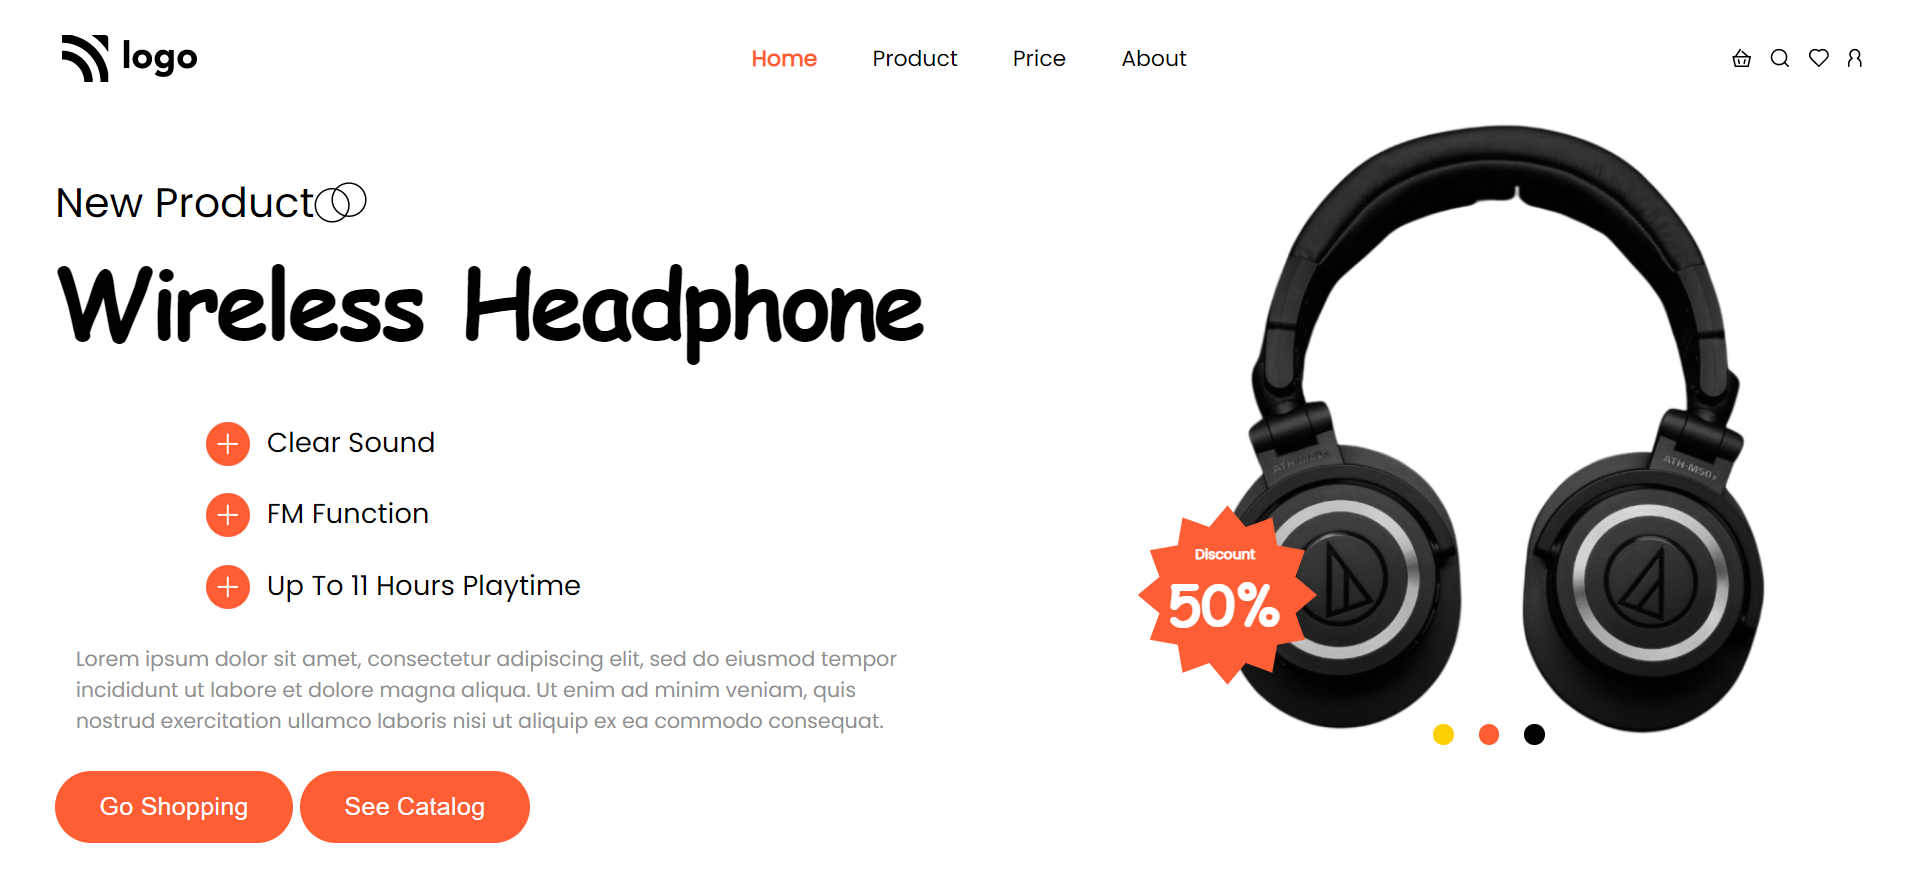 logo
Home Product Price About
New Product
Wireless Headphone
Clear Sound
FM Function
Up To 11 Hours Playtime
Lorem ipsum dolor sit amet, consectetur adipiscing elit, sed do eiusmod tempor
incididunt ut labore et dolore magna aliqua. Ut enim ad minim veniam, quis
nostrud exercitation ullamco laboris nisi ut aliquip ex ea commodo consequat.
Go Shopping See Catalog
ATH-M50x
ATH-M50x
Discount
50%